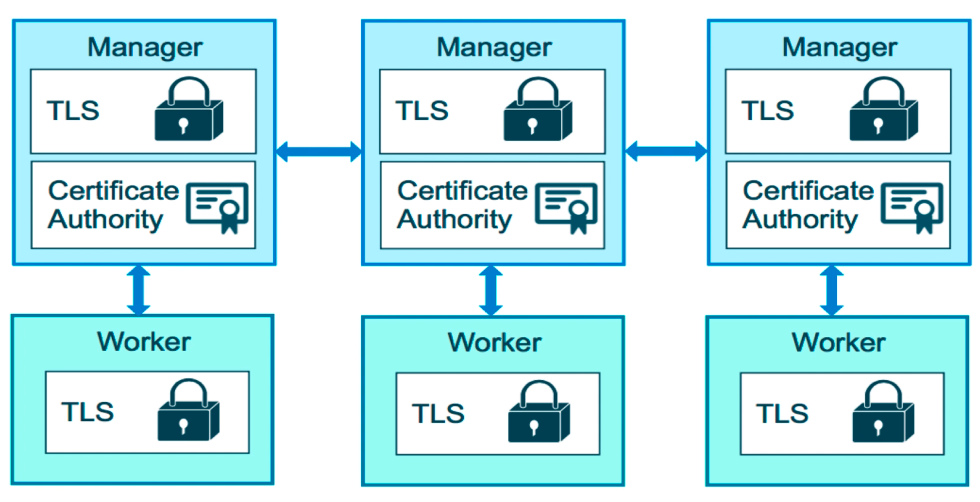 Manager
TLS
Certificate
Authority
Manager
TLS
Certificate
Authority
Manager
TLS
Certificate
Authority
Worker
TLS
Worker
TLS
Worker
TLS